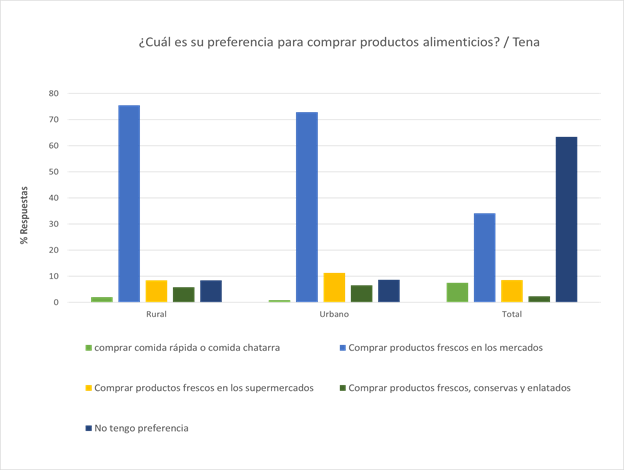 ¿Cuál es su preferencia para comprar productos alimenticios? / Tena
80
70
60
50
40
30
20
10
0
% Respuestas
Rural
Urbano
Total
comprar comida rápida o comida chatarra
Comprar productos frescos en los mercados
Comprar productos frescos en los supermercados
Comprar productos frescos, conservas y enlatados
No tengo preferencia